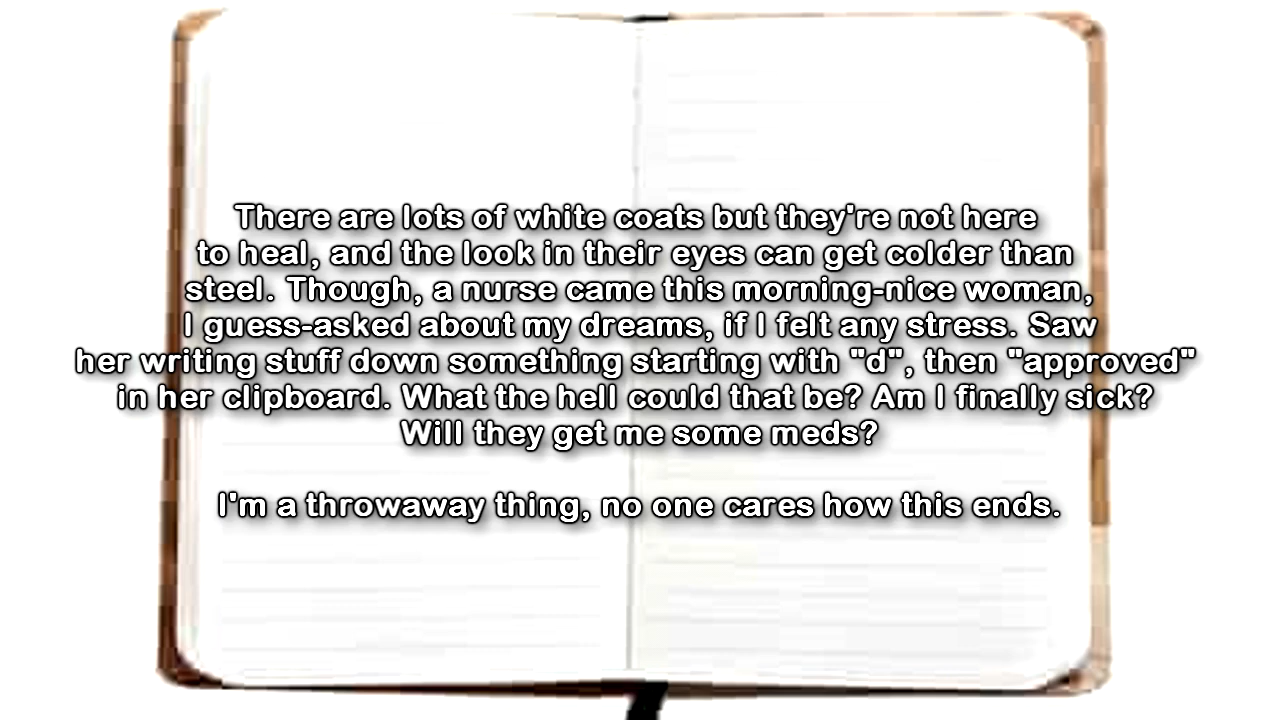 There are lots of white coats but they're not here
to heal, and the look in their eyes can get colder than
steel. Though, a nurse came this morning-nice woman,
I guess-asked about my dreams, if I felt any stress. Saw
her writing stuff down something starting with "d", then "approved"
in her clipboard. What the hell could that be? Am I finally sick?
Will they get me some meds?
I'm a throwaway thing, no one cares how this ends.